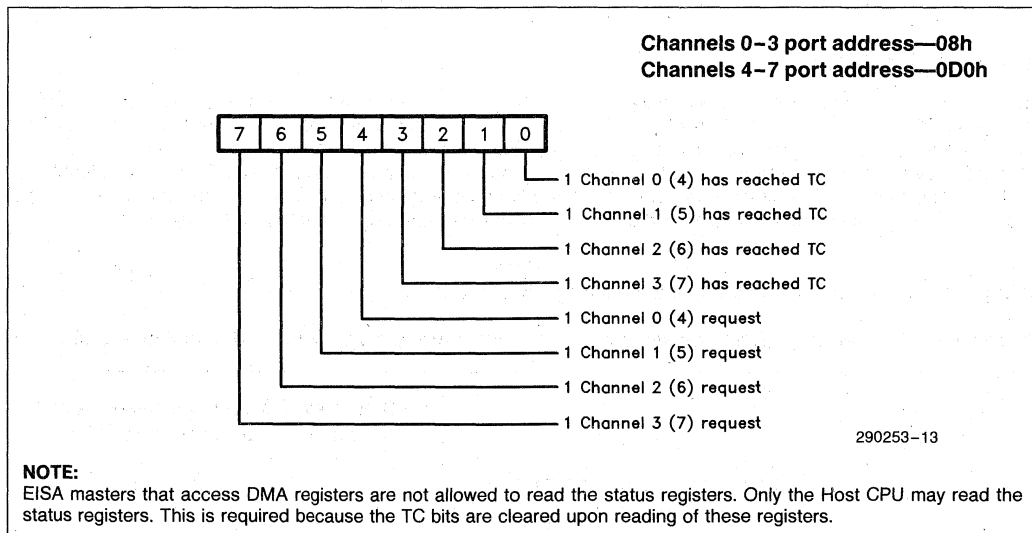 Channels 0–3 port address—08h
Channels 4–7 port address—0D0h
7 6 5 4 3 2 1 0
1 Channel 0 (4) has reached TC
1 Channel 1 (5) has reached TC
1 Channel 2 (6) has reached TC
1 Channel 3 (7) has reached TC
1 Channel 0 (4) request
1 Channel 1 (5) request
1 Channel 2 (6) request
1 Channel 3 (7) request
290253–13
NOTE:
EISA masters that access DMA registers are not allowed to read the status registers. Only the Host CPU may read the
status registers. This is required because the TC bits are cleared upon reading of these registers.